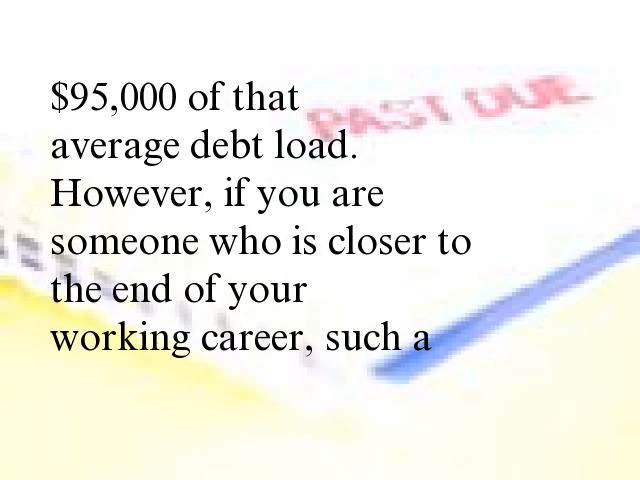 PAST DUE
$95,000 of that
average debt load.
However, if you are
someone who is closer to
the end of your
working career, such a